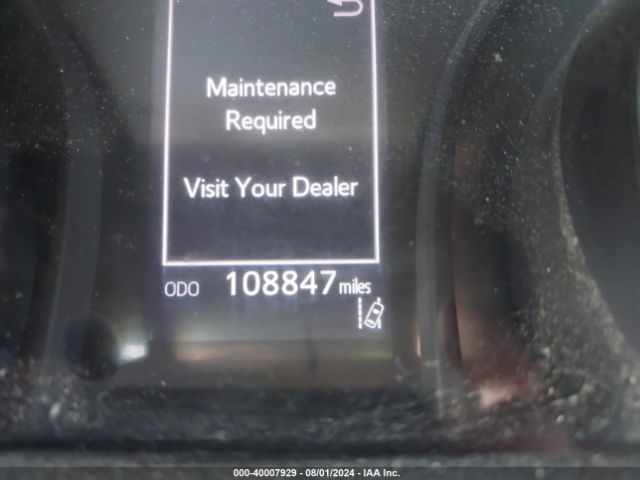 Maintenance
Required
Visit Your Dealer
ODO 108847 miles
000-40007929 - 08/01/2024 - IAA Inc.